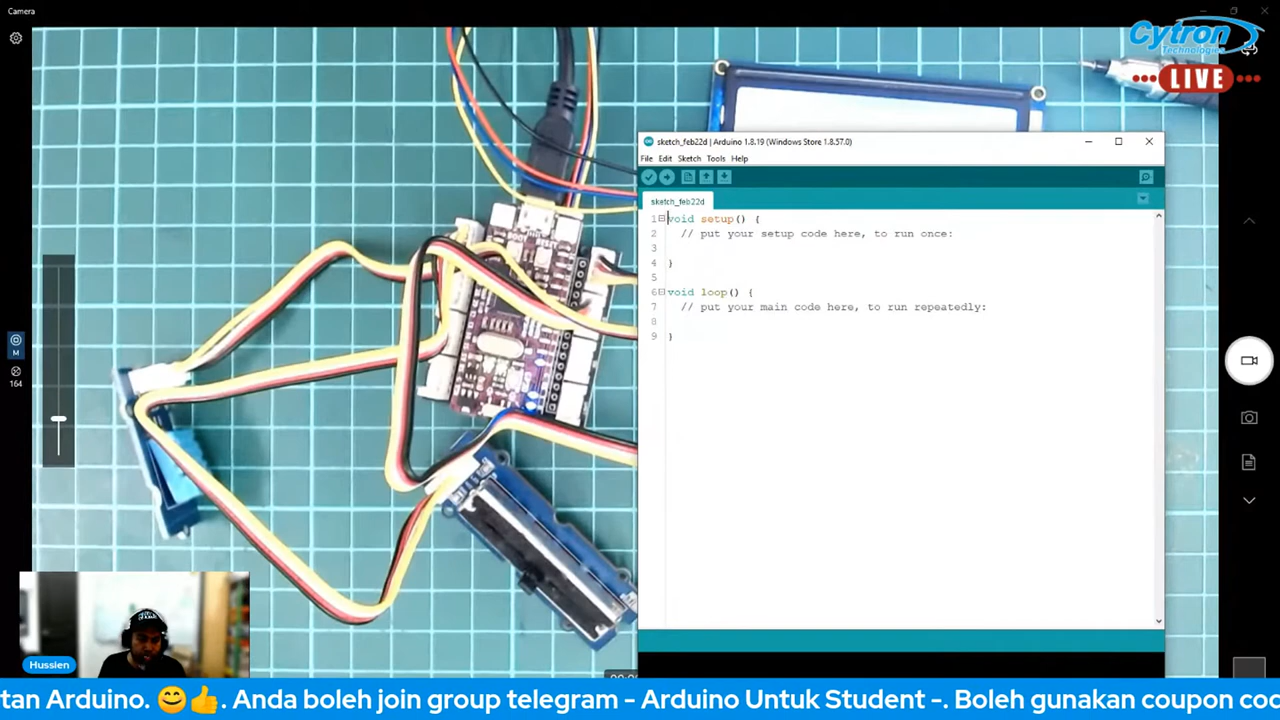 Camera
Cytron
Technologies
LIVE
sketch_feb22d | Arduino 1.8.19 (Windows Store 1.8.57.0)
File Edit Sketch Tools Help
sketch_feb22d
1 void setup() {
2 // put your setup code here, to run once:
3
4 }
5
6 void loop() {
7 // put your main code here, to run repeatedly:
8
9 }
M
164
Hussien
tan Arduino. 😊👍. Anda boleh join group telegram - Arduino Untuk Student -. Boleh gunakan coupon cod